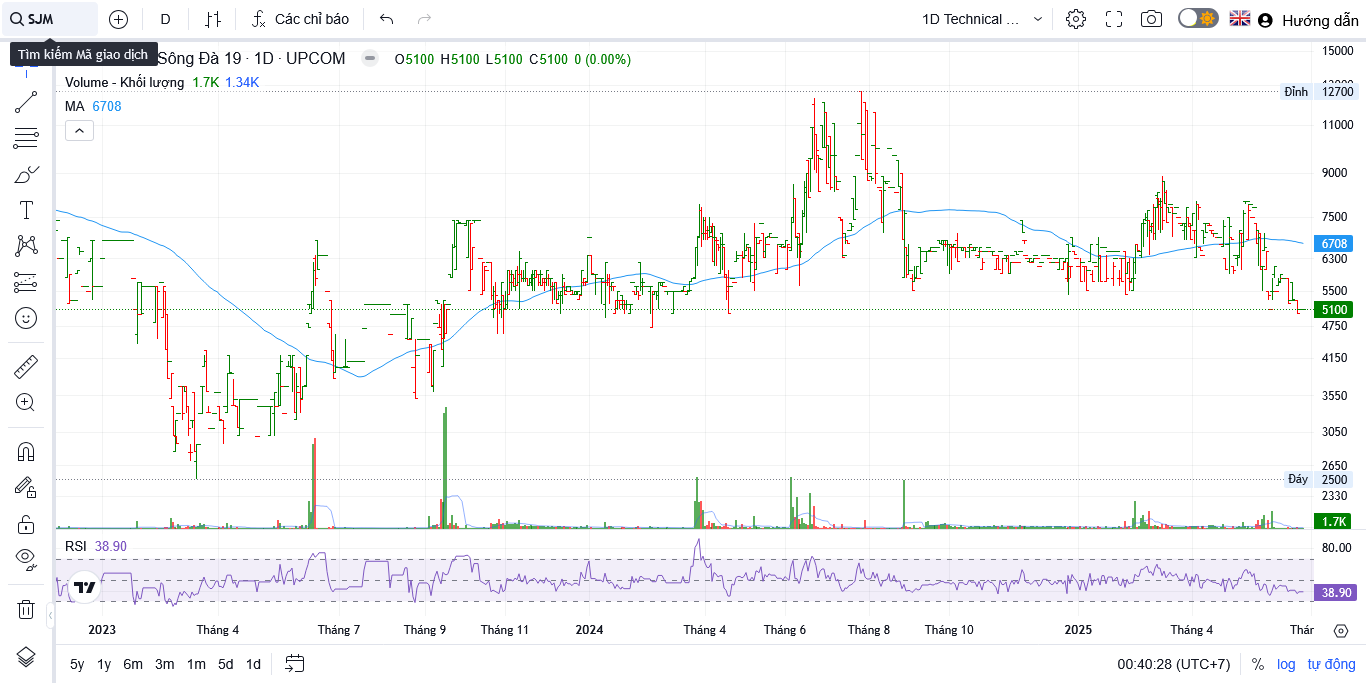 SJM D Các chỉ báo 1D Technical ... Hướng dẫn
Tìm kiếm Mã giao dịch
Sông Đà 19 · 1D · UPCOM O5100 H5100 L5100 C5100 0 (0.00%)
Volume - Khối lượng 1.7K 1.34K
MA 6708
15000
Đỉnh 12700
11000
9000
7500
6708
6300
5500
5100
4750
4150
3550
3050
2650
Đáy 2500
2330
1.7K
RSI 38.90
80.00
38.90
2023 Tháng 4 Tháng 7 Tháng 9 Tháng 11 2024 Tháng 4 Tháng 6 Tháng 8 Tháng 10 2025 Tháng 4 Thár
5y 1y 6m 3m 1m 5d 1d 00:40:28 (UTC+7) % log tự động